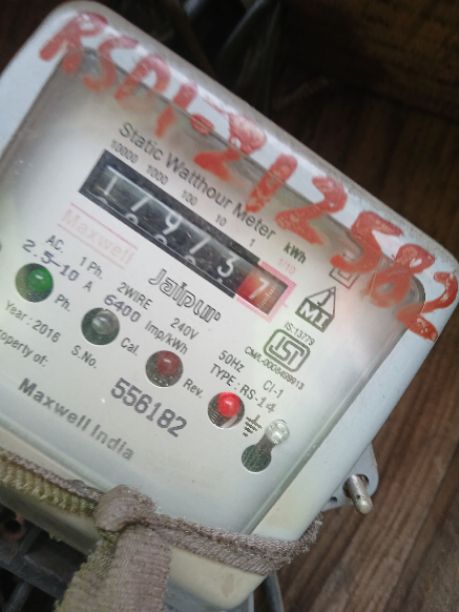 RSD1-212582
Static Watthour Meter
10000 1000 100 10 1 1/10
kWh
17973 7
Maxwell
Jaipur
AC. 1 Ph. 2WIRE 240V 50Hz CI-1
2.5-10 A 6400 Imp/kWh TYPE: RS-14
IS.13779
Ph. Cal. Rev.
Year: 2016 S.No. 556182
Maxwell India